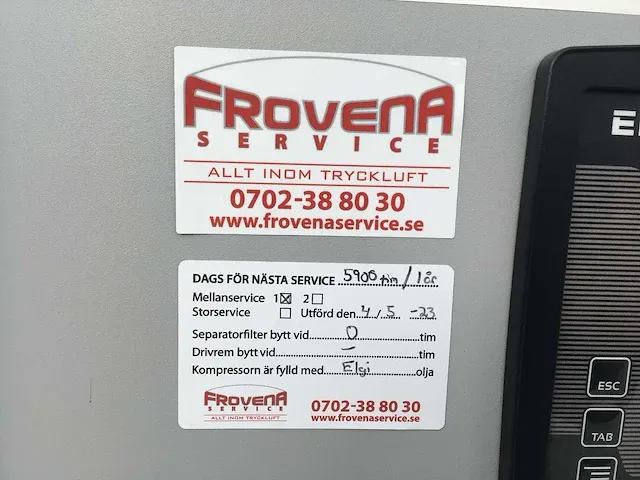 FROVENA
SERVICE
ALLT INOM TRYCKLUFT
0702-38 80 30
www.frovenaservice.se
DAGS FÖR NÄSTA SERVICE 5900 tim/1 år
Mellanservice 1☒ 2☐
Storservice ☐ Utförd den 4/5 -23
Separatorfilter bytt vid 0 tim
Drivrem bytt vid – tim
Kompressorn är fylld med Elgi olja
FROVENA
SERVICE
ALLT INOM TRYCKLUFT
0702-38 80 30
www.frovenaservice.se
ESC
TAB